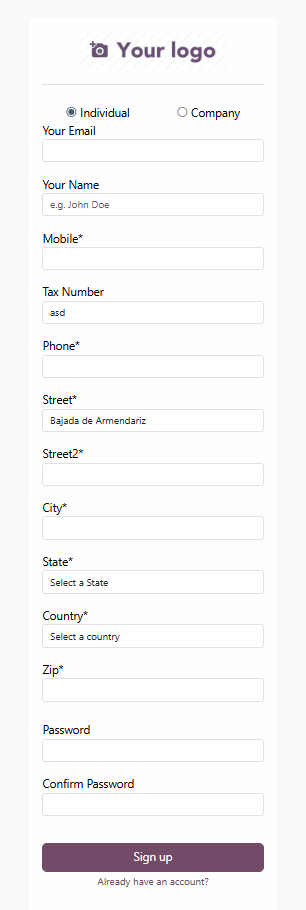 Your logo
Individual Company
Your Email
Your Name
e.g. John Doe
Mobile*
Tax Number
asd
Phone*
Street*
Bajada de Armendariz
Street2*
City*
State*
Select a State
Country*
Select a country
Zip*
Password
Confirm Password
Sign up
Already have an account?